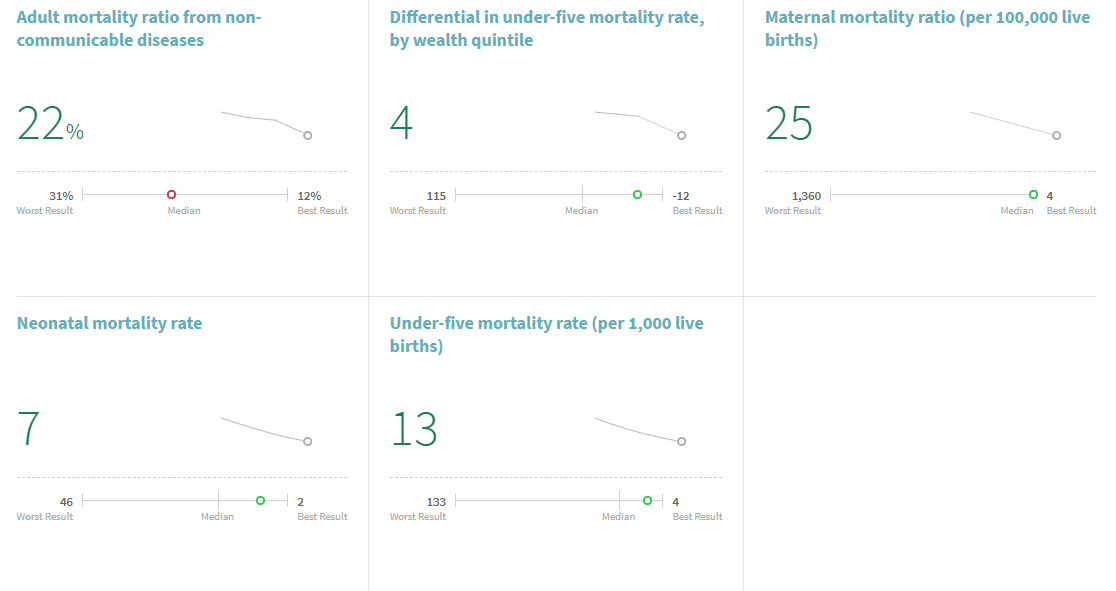 Adult mortality ratio from non-
communicable diseases
22%
31%
12%
Worst Result
Median
Best Result
Differential in under-five mortality rate,
by wealth quintile
4
115
-12
Worst Result
Median
Best Result
Maternal mortality ratio (per 100,000 live
births)
25
1,360
4
Worst Result
Median
Best Result
Neonatal mortality rate
7
46
2
Worst Result
Median
Best Result
Under-five mortality rate (per 1,000 live
births)
13
133
4
Worst Result
Median
Best Result